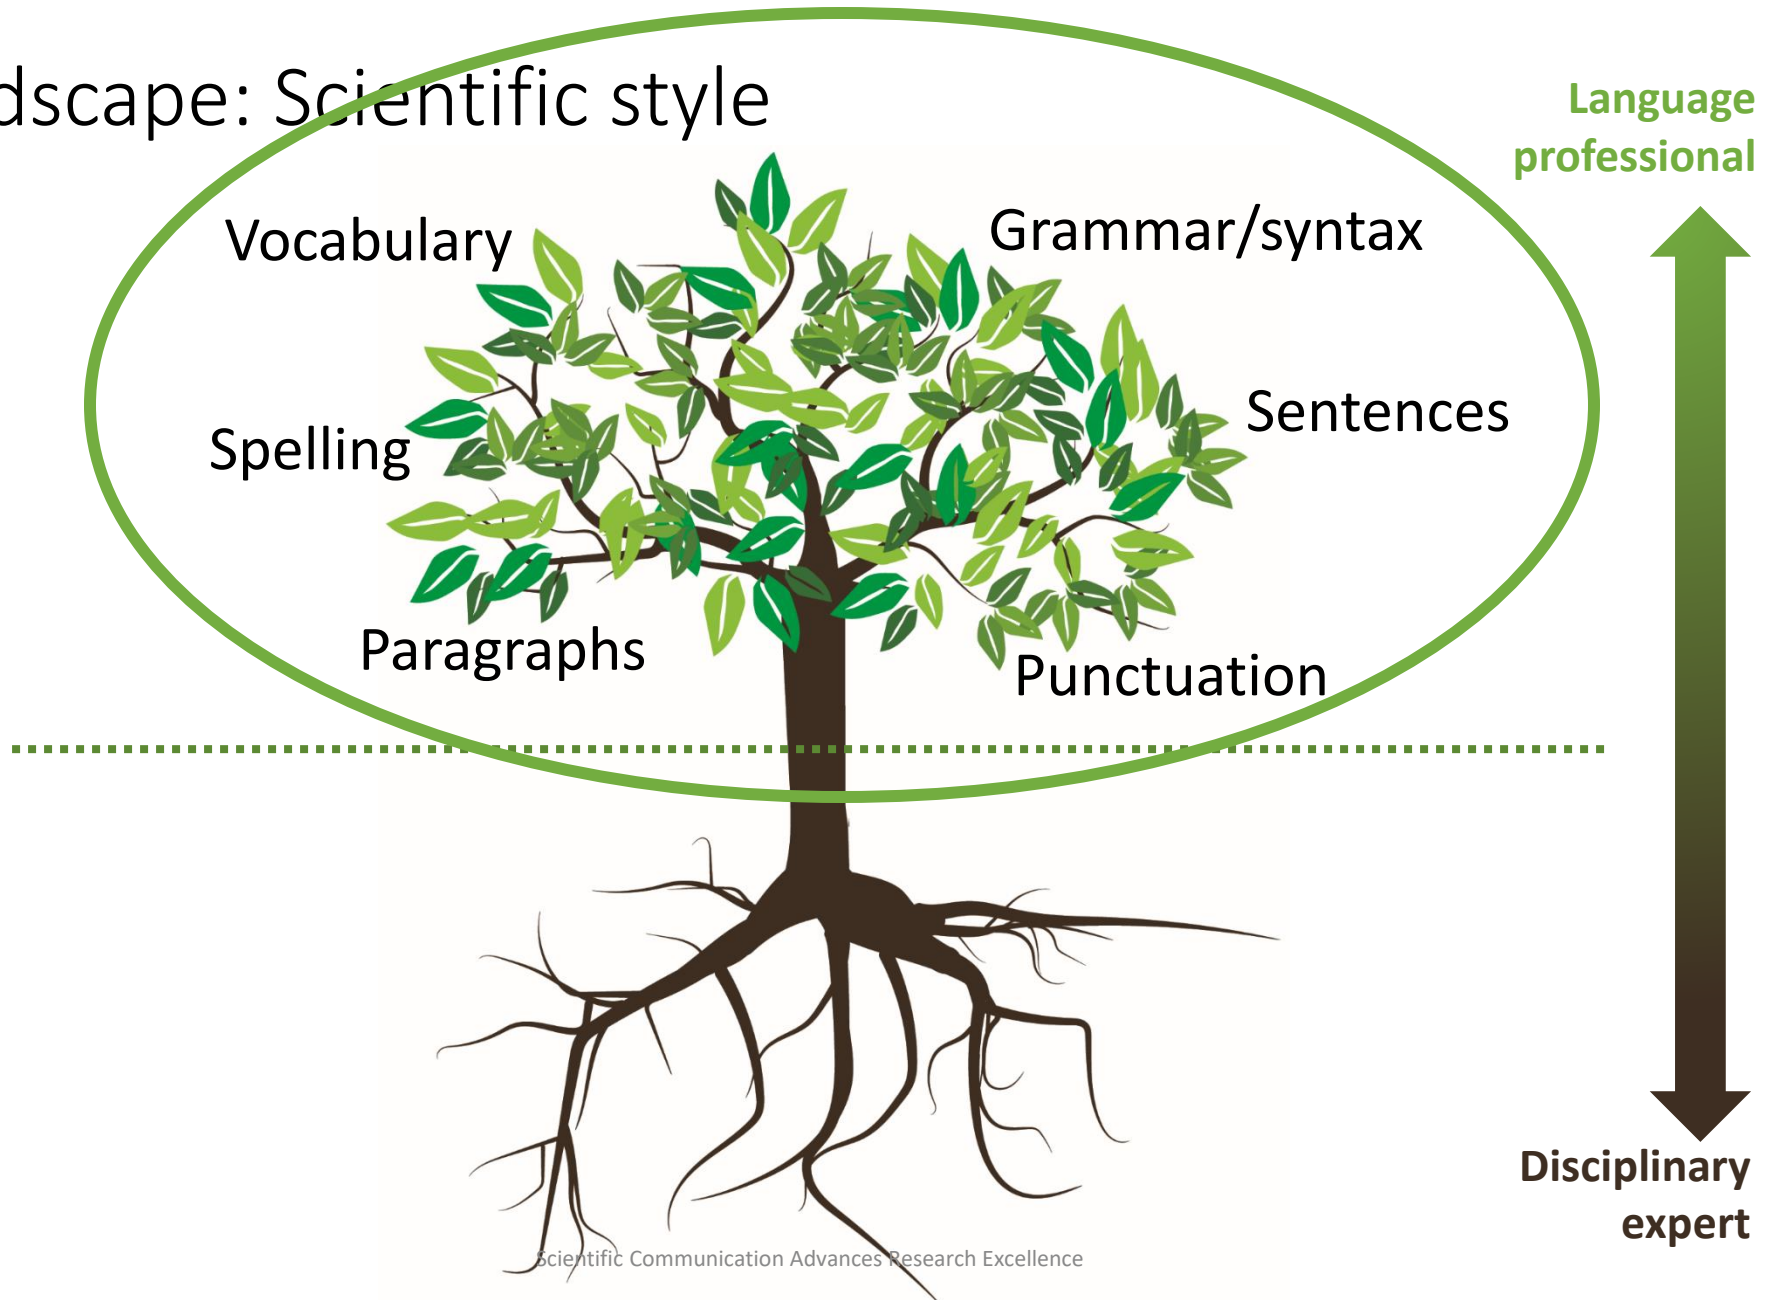 dscape: Scientific style
Language
professional
Vocabulary
Grammar/syntax
Sentences
Spelling
Paragraphs
Punctuation
Disciplinary
expert
Scientific Communication Advances Research Excellence